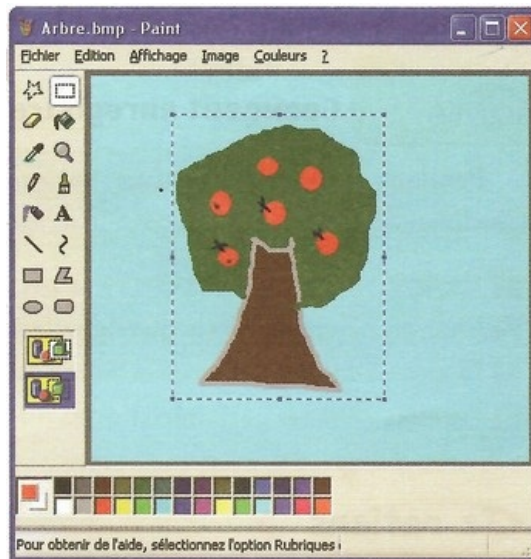 Arbre.bmp - Paint
Fichier Edition Affichage Image Couleurs ?
A
Pour obtenir de l'aide, sélectionnez l'option Rubriques